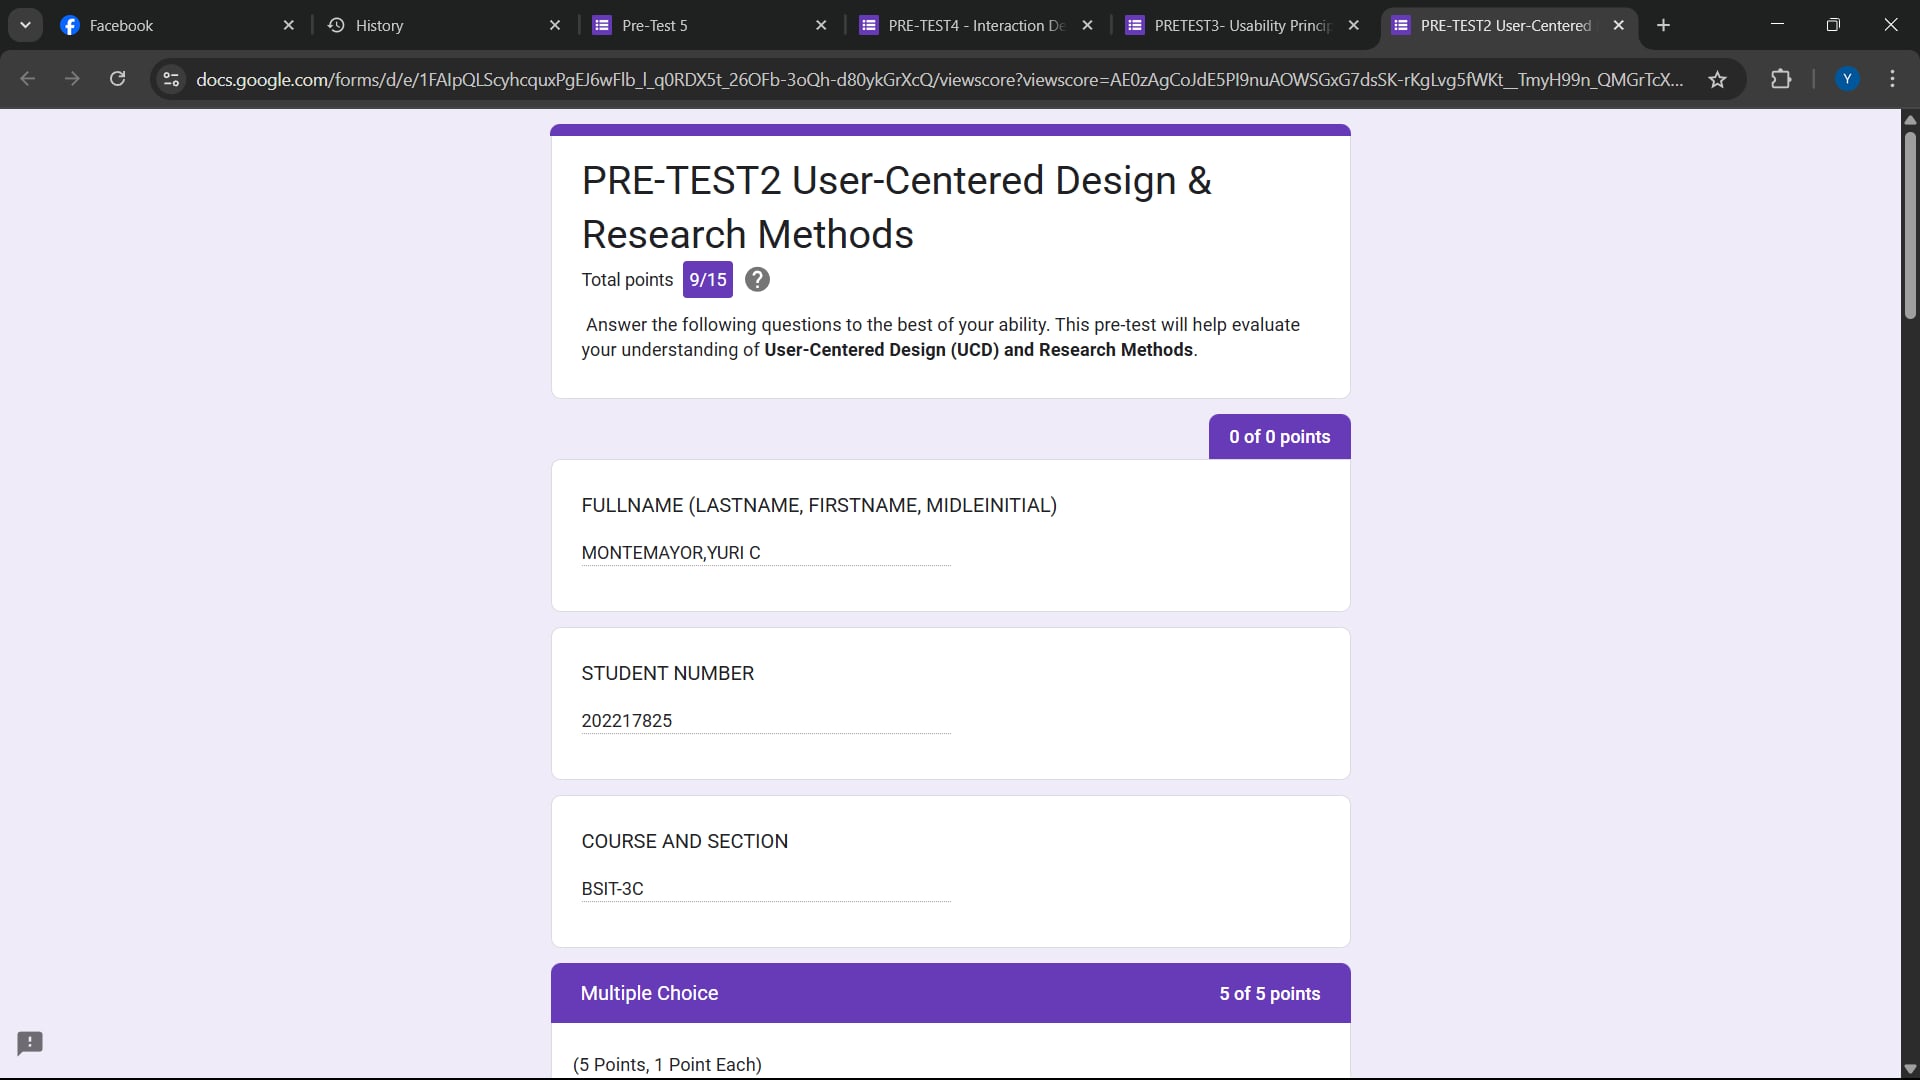 Facebook
History
Pre-Test 5
PRE-TEST4 - Interaction De
PRETEST3- Usability Princip
PRE-TEST2 User-Centered
docs.google.com/forms/d/e/1FAIpQLScyhcquxPgEJ6wFlb_l_q0RDX5t_26OFb-3oQh-d80ykGrXcQ/viewscore?viewscore=AE0zAgCoJdE5PI9nuAOWSGxG7dsSK-rKgLvg5fWKt__TmyH99n_QMGrTcX...
Y
PRE-TEST2 User-Centered Design &
Research Methods
Total points 9/15 ?
Answer the following questions to the best of your ability. This pre-test will help evaluate
your understanding of User-Centered Design (UCD) and Research Methods.
0 of 0 points
FULLNAME (LASTNAME, FIRSTNAME, MIDLEINITIAL)
MONTEMAYOR,YURI C
STUDENT NUMBER
202217825
COURSE AND SECTION
BSIT-3C
Multiple Choice 5 of 5 points
(5 Points, 1 Point Each)